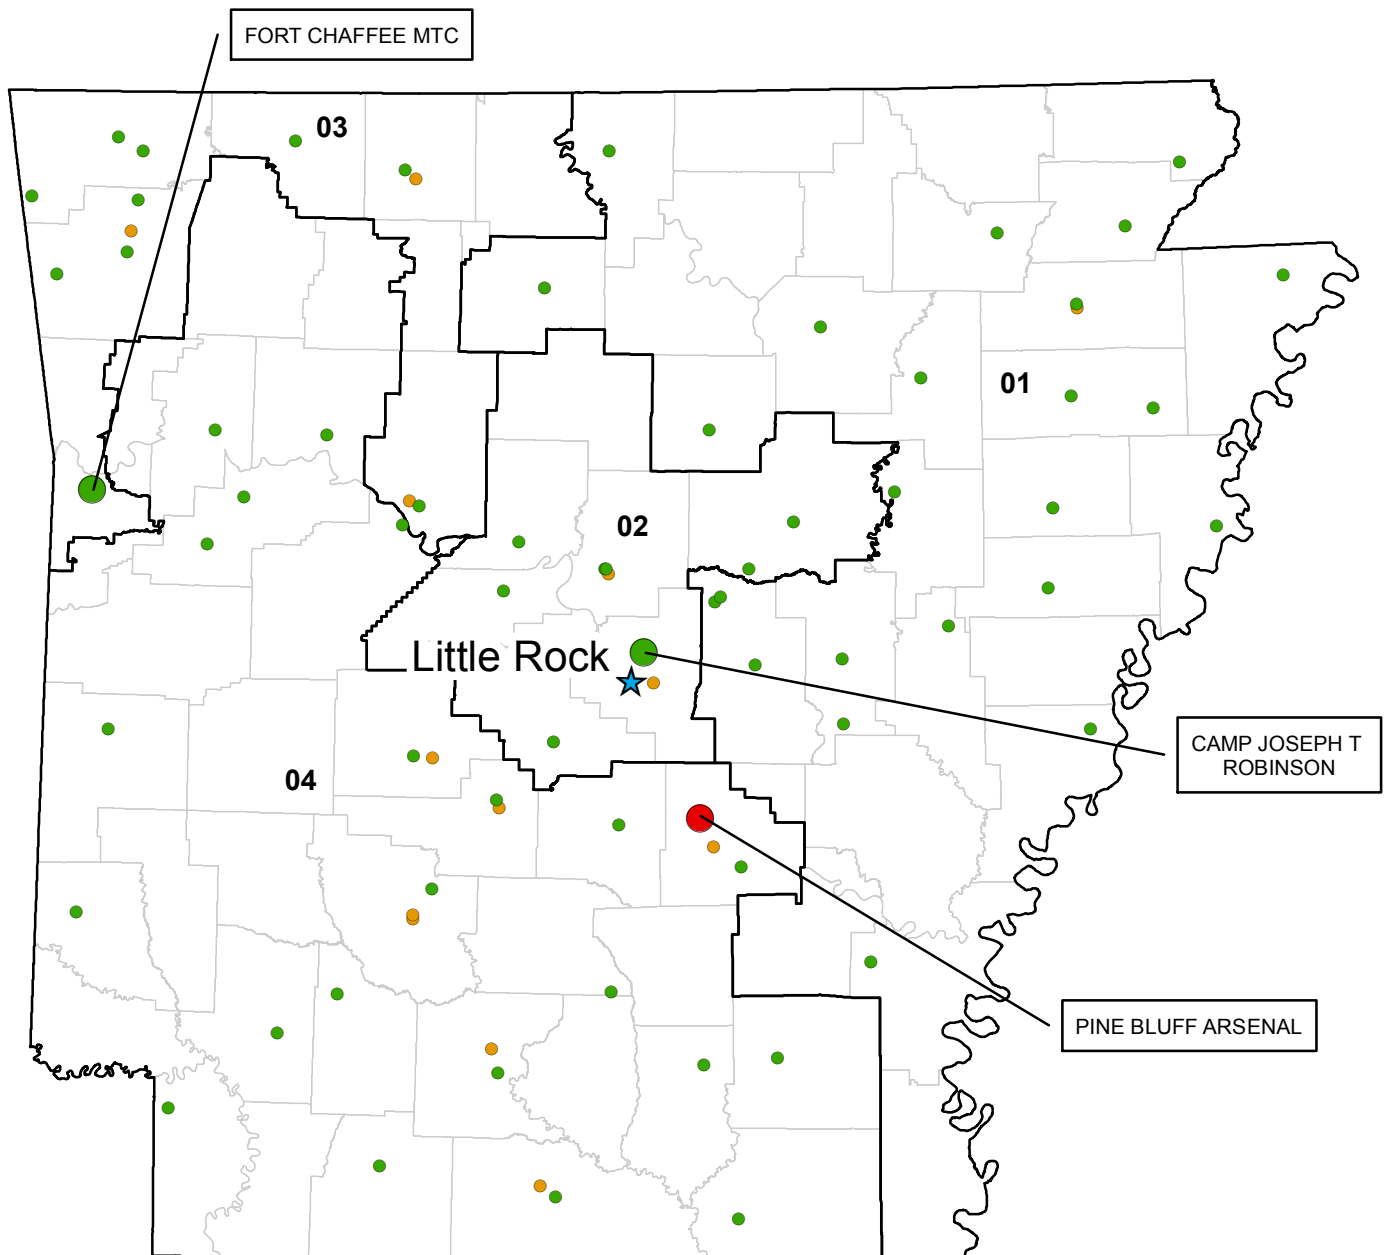 FORT CHAFFEE MTC
03
01
02
Little Rock
CAMP JOSEPH T
ROBINSON
04
PINE BLUFF ARSENAL